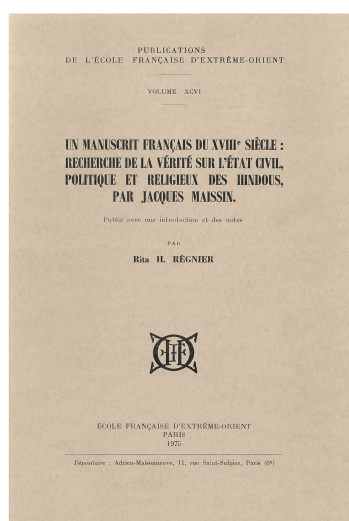 PUBLICATIONS
DE L'ÉCOLE FRANÇAISE D'EXTRÊME-ORIENT
VOLUME XCVI
UN MANUSCRIT FRANÇAIS DU XVIIIe SIÈCLE :
RECHERCHE DE LA VÉRITÉ SUR L'ÉTAT CIVIL,
POLITIQUE ET RELIGIEUX DES HINDOUS,
PAR JACQUES MAISSIN.
Publié avec une introduction et des notes
PAR
Rita H. RÉGNIER
ÉCOLE FRANÇAISE D'EXTRÊME-ORIENT
PARIS
1975
Dépositaire : Adrien-Maisonneuve, 11, rue Saint-Sulpice, Paris (6e)